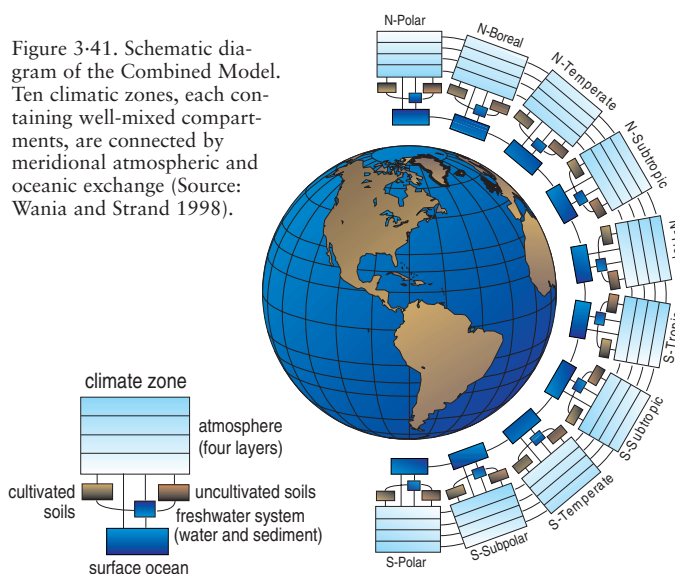 Figure 3·41. Schematic dia-
gram of the Combined Model.
Ten climatic zones, each con-
taining well-mixed compart-
ments, are connected by
meridional atmospheric and
oceanic exchange (Source:
Wania and Strand 1998).
N-Polar
N-Boreal
N-Temperate
N-Subtropic
S-Tropic
S-Subtropic
S-Temperate
S-Subpolar
S-Polar
climate zone
atmosphere
(four layers)
cultivated
soils
uncultivated soils
freshwater system
(water and sediment)
surface ocean